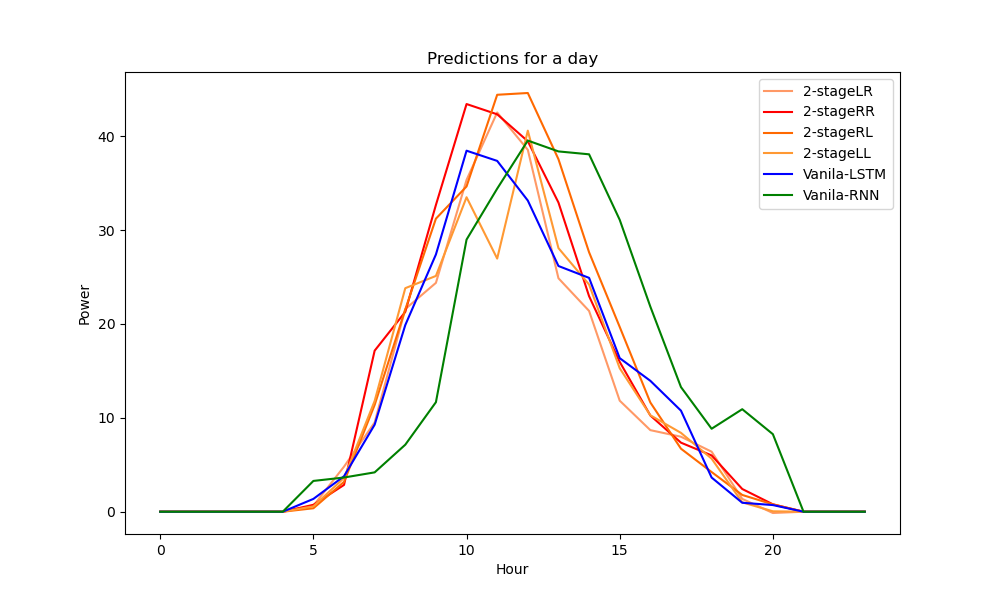 Predictions for a day
2-stageLR
2-stageRR
2-stageRL
2-stageLL
Vanila-LSTM
Vanila-RNN
40
30
20
10
0
Power
0 5 10 15 20
Hour